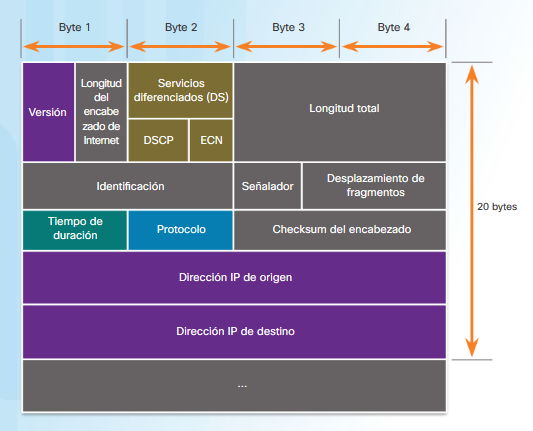 Byte 1
Byte 2
Byte 3
Byte 4
Versión
Longitud
del
encabe
zado de
Internet
Servicios
diferenciados (DS)
DSCP
ECN
Longitud total
Identificación
Señalador
Desplazamiento de
fragmentos
Tiempo de
duración
Protocolo
Checksum del encabezado
Dirección IP de origen
Dirección IP de destino
...
20 bytes